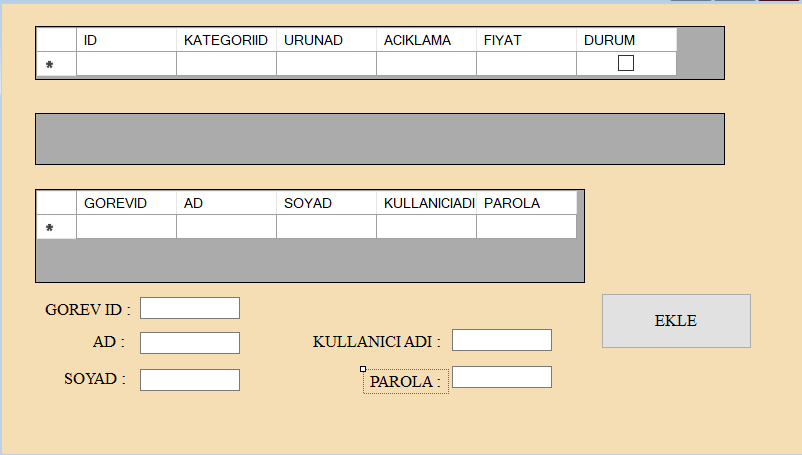 ID KATEGORIID URUNAD ACIKLAMA FIYAT DURUM
*
GOREVID AD SOYAD KULLANICIADI PAROLA
*
GOREV ID :
EKLE
AD :
KULLANICI ADI :
SOYAD :
PAROLA :